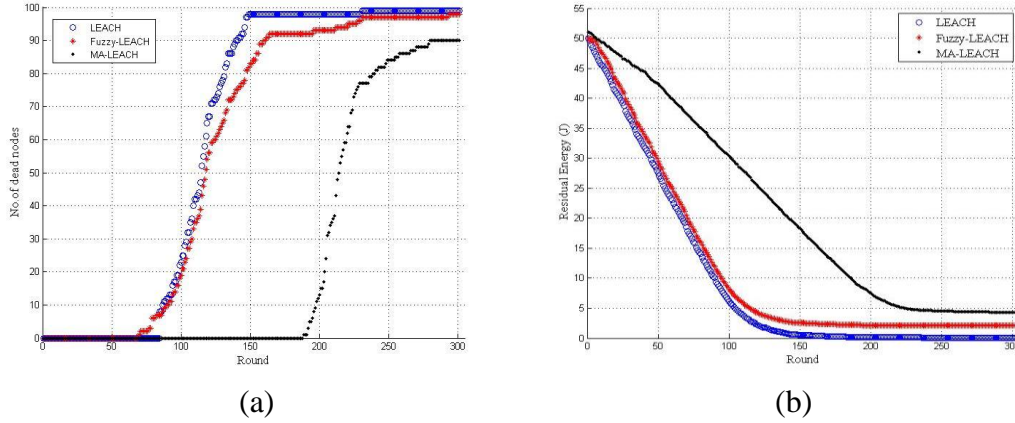 100
90
80
70
60
50
40
30
20
10
0
No.of dead nodes
LEACH
Fuzzy-LEACH
MA-LEACH
0 50 100 150 200 250 300
Round
(a)
55
50
45
40
35
30
25
20
15
10
5
0
Residual Energy (J)
LEACH
Fuzzy-LEACH
MA-LEACH
0 50 100 150 200 250 300
Round
(b)